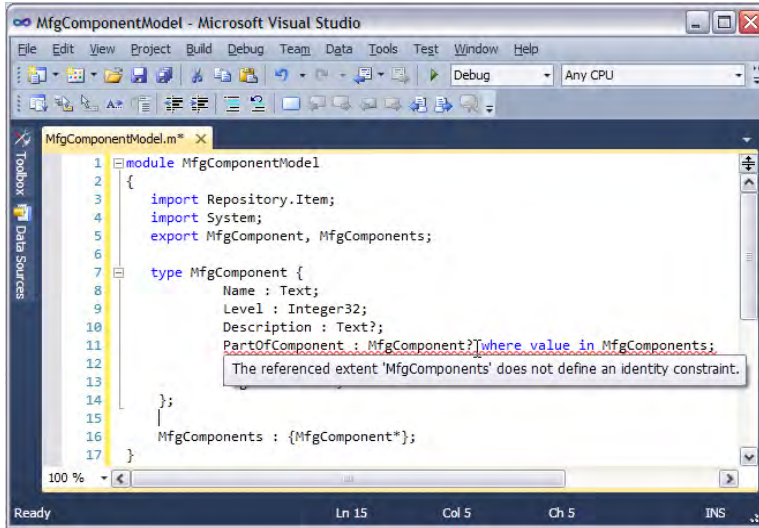 MfgComponentModel - Microsoft Visual Studio
File Edit View Project Build Debug Team Data Tools Test Window Help
Debug Any CPU
Toolbox
Data Sources
MfgComponentModel.m* X
1 module MfgComponentModel
2 {
3 import Repository.Item;
4 import System;
5 export MfgComponent, MfgComponents;
6
7 type MfgComponent {
8 Name : Text;
9 Level : Integer32;
10 Description : Text?;
11 PartOfComponent : MfgComponent? where value in MfgComponents;
12
The referenced extent 'MfgComponents' does not define an identity constraint.
13
14 };
15
16 MfgComponents : {MfgComponent*};
17 }
100 %
Ready Ln 15 Col 5 Ch 5 INS